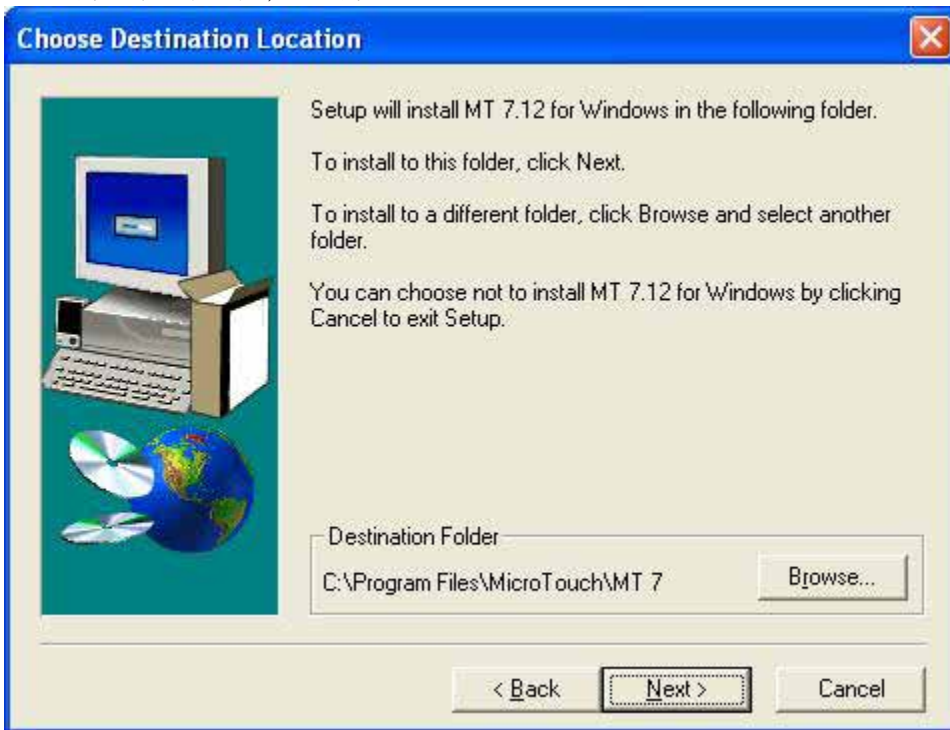 Choose Destination Location
Setup will install MT 7.12 for Windows in the following folder.
To install to this folder, click Next.
To install to a different folder, click Browse and select another
folder.
You can choose not to install MT 7.12 for Windows by clicking
Cancel to exit Setup.
Destination Folder
C:\Program Files\MicroTouch\MT 7
Browse...
< Back
Next >
Cancel